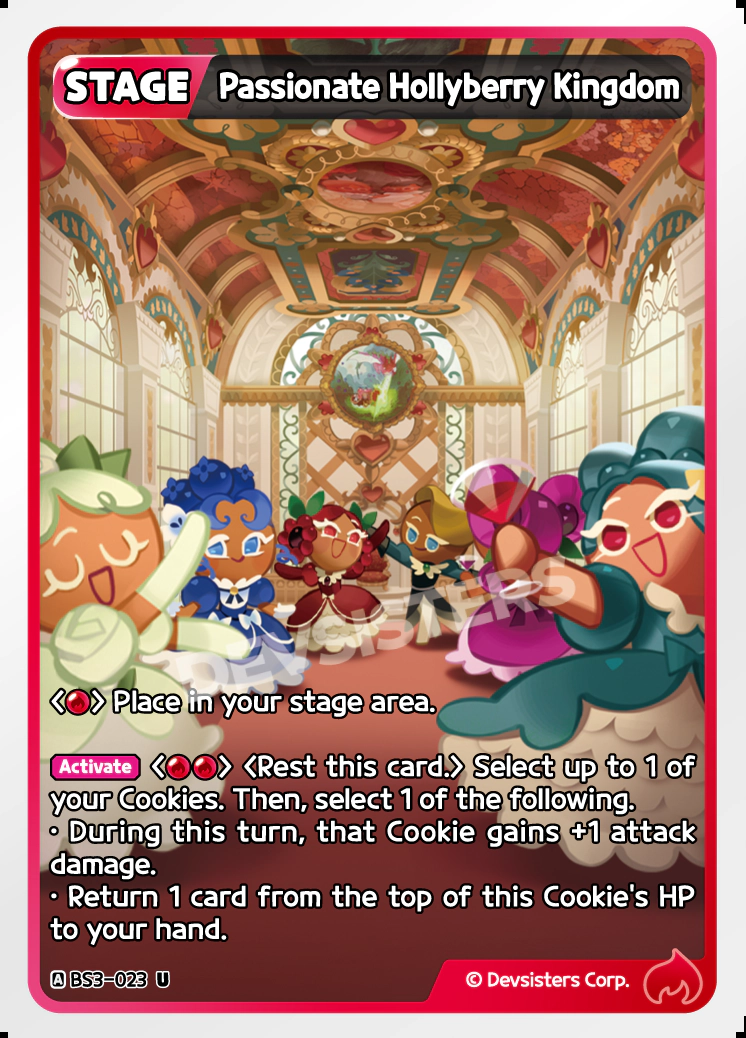 STAGE Passionate Hollyberry Kingdom
DEVSISTERS
< > Place in your stage area.
Activate < > <Rest this card.> Select up to 1 of
your Cookies. Then, select 1 of the following.
· During this turn, that Cookie gains +1 attack
damage.
· Return 1 card from the top of this Cookie's HP
to your hand.
A BS3-023 U © Devsisters Corp.